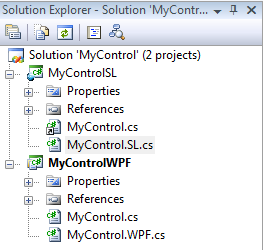 Solution Explorer - Solution 'MyContr...
Solution 'MyControl' (2 projects)
MyControlSL
Properties
References
MyControl.cs
MyControl.SL.cs
MyControlWPF
Properties
References
MyControl.cs
MyControl.WPF.cs